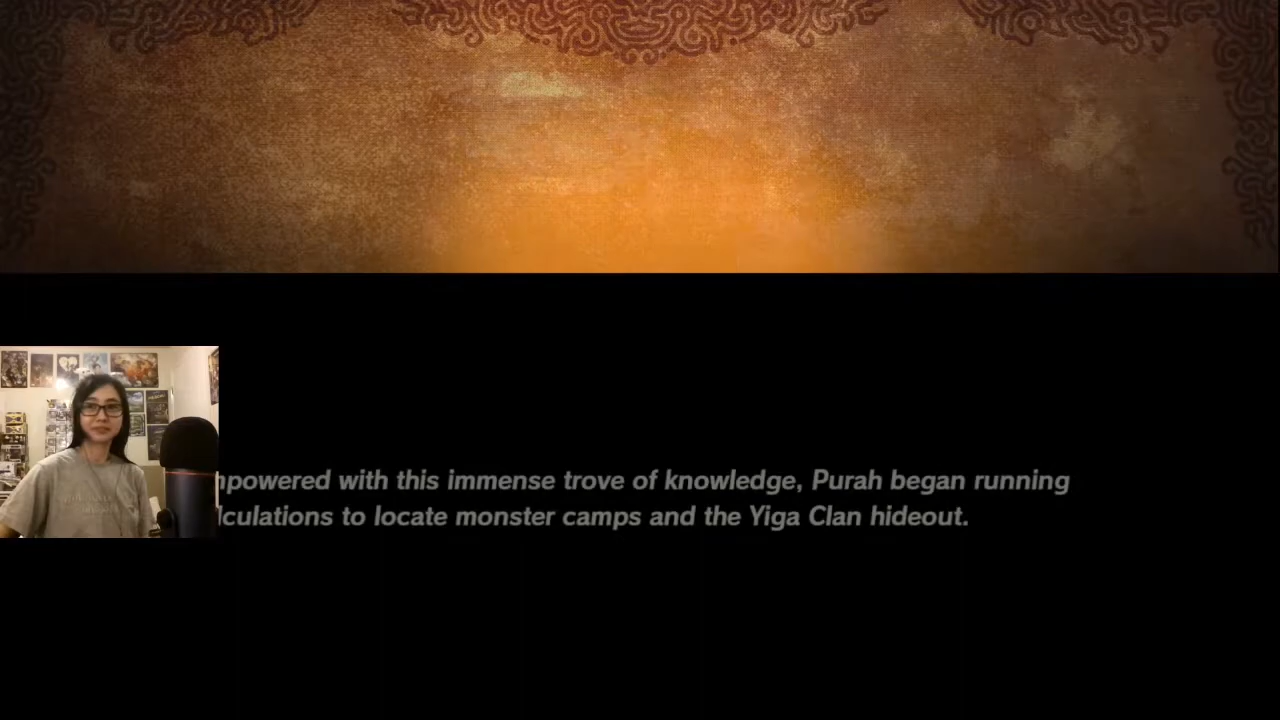 mpowered with this immense trove of knowledge, Purah began running
lculations to locate monster camps and the Yiga Clan hideout.